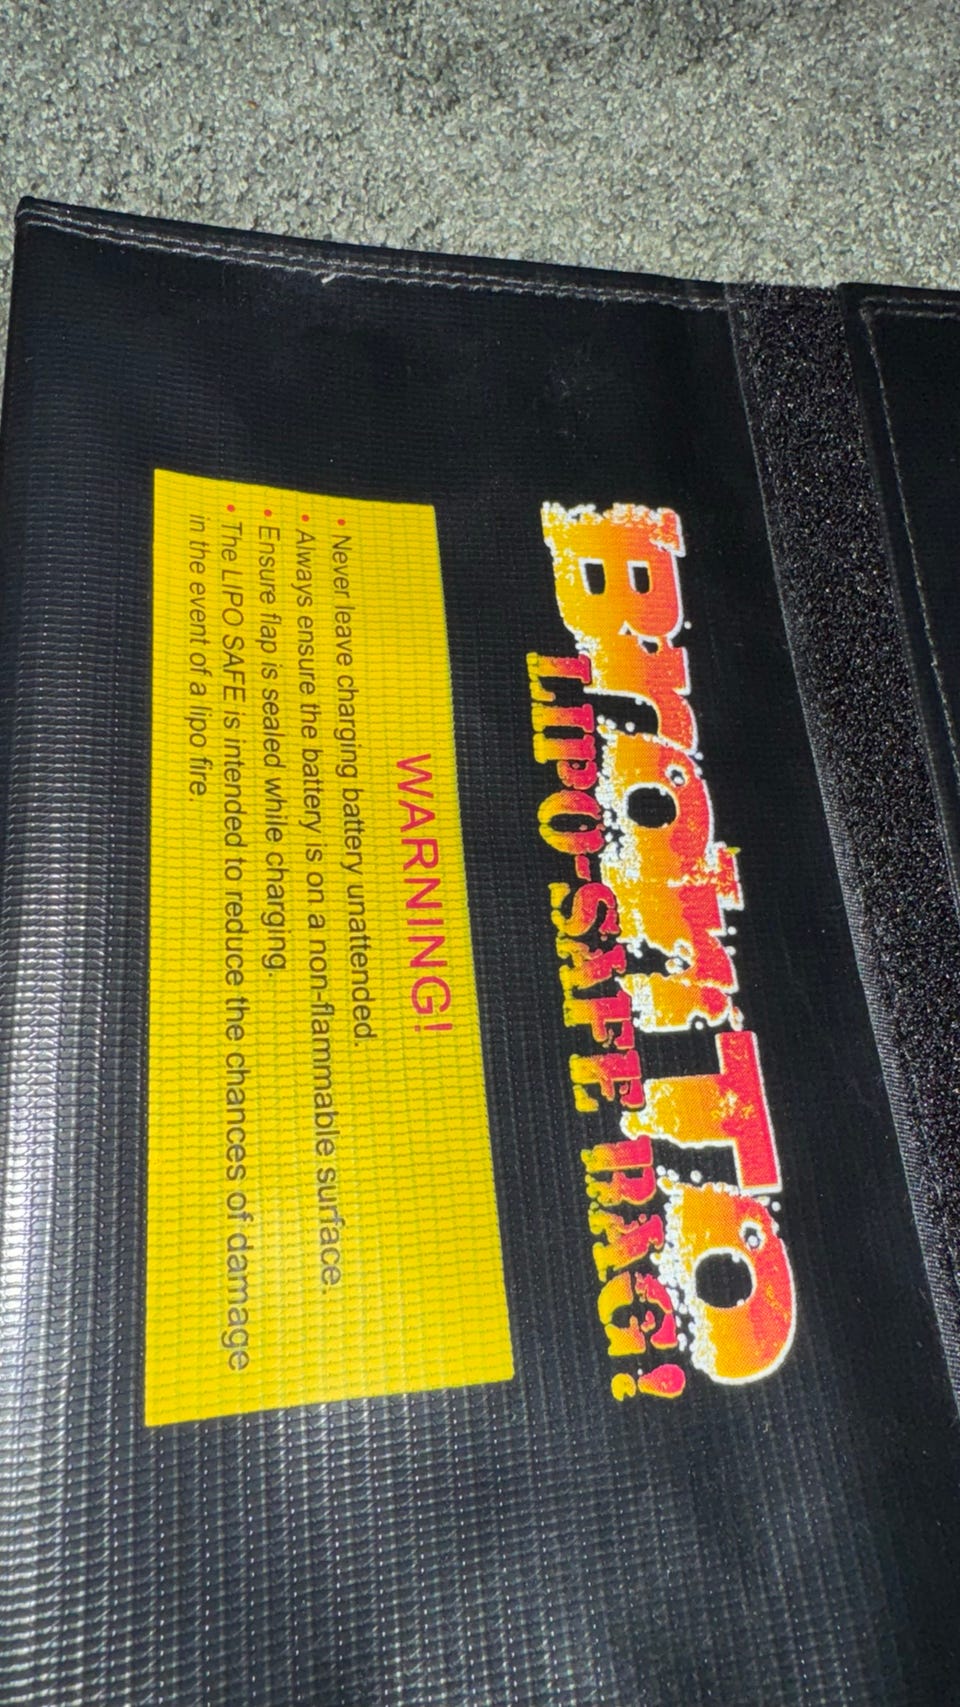 BroNTo
LIPO-SAFE BAG!
WARNING!
• Never leave charging battery unattended.
• Always ensure the battery is on a non-flammable surface.
• Ensure flap is sealed while charging.
• The LIPO SAFE is intended to reduce the chances of damage
in the event of a lipo fire.